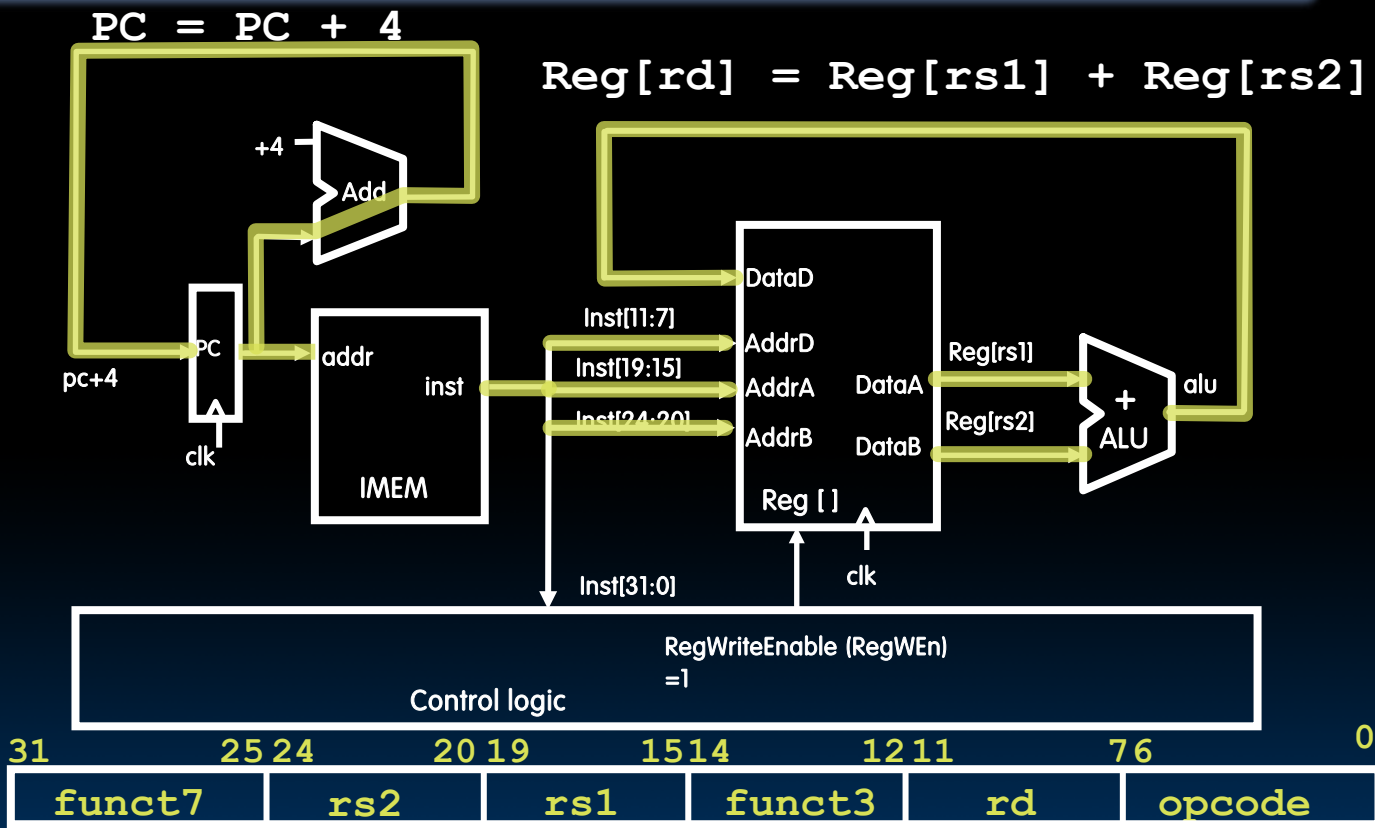 PC = PC + 4
Reg[rd] = Reg[rs1] + Reg[rs2]
+4
Add
DataD
Inst[11:7]
PC
addr
AddrD
Reg[rs1]
pc+4
Inst[19:15]
inst
AddrA
DataA
alu
+
Inst[24:20]
Reg[rs2]
AddrB
DataB
ALU
clk
IMEM
Reg [ ]
clk
Inst[31:0]
RegWriteEnable (RegWEn)
=1
Control logic
31 25 24 20 19 15 14 12 11 7 6 0
funct7 rs2 rs1 funct3 rd opcode